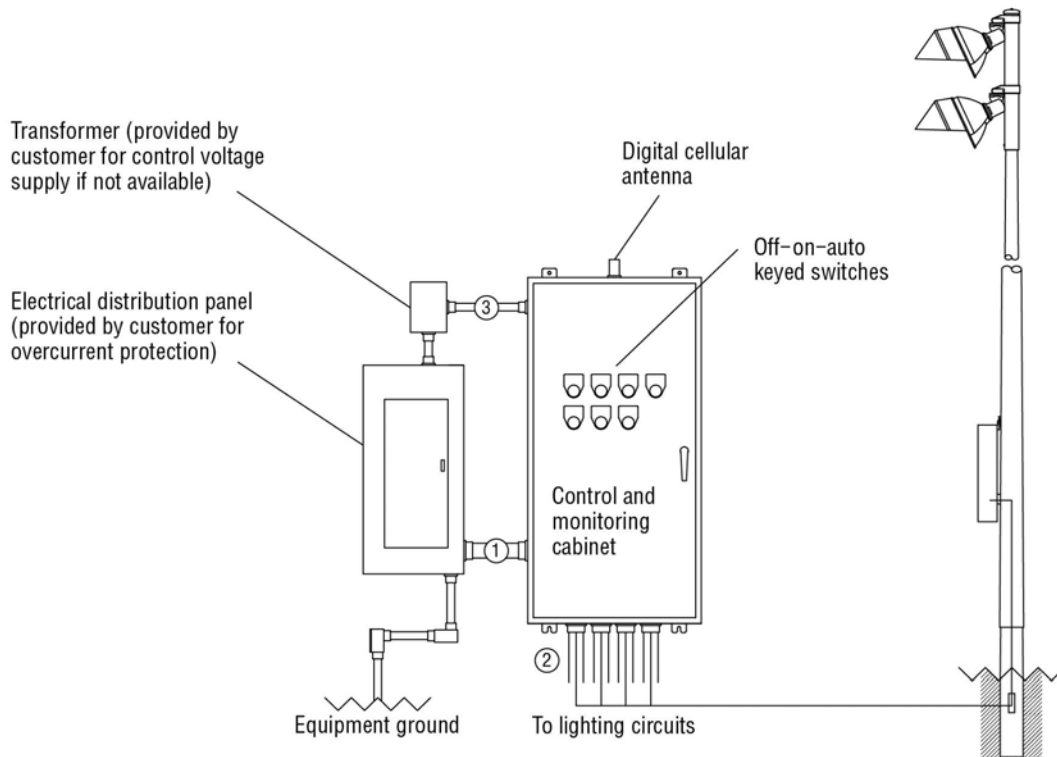 Transformer (provided by
customer for control voltage
supply if not available)
Digital cellular
antenna
Off-on-auto
keyed switches
Electrical distribution panel
(provided by customer for
overcurrent protection)
3
Control and
monitoring
cabinet
1
2
Equipment ground
To lighting circuits